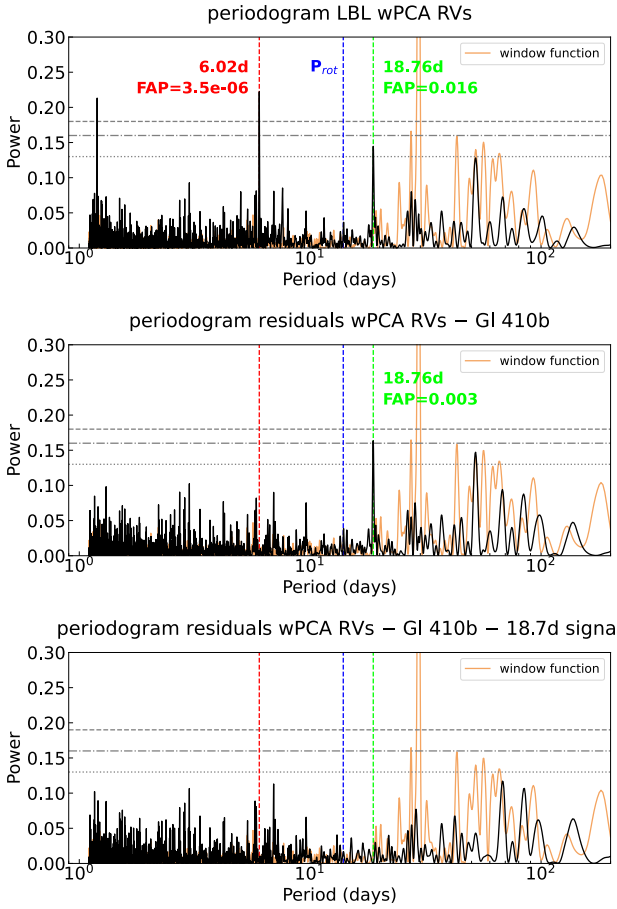 periodogram LBL wPCA RVs
0.30
0.25
0.20
0.15
0.10
0.05
0.00
Power
6.02d
FAP=3.5e-06
P_rot
18.76d
FAP=0.016
window function
10^0
10^1
10^2
Period (days)
periodogram residuals wPCA RVs − Gl 410b
0.30
0.25
0.20
0.15
0.10
0.05
0.00
Power
18.76d
FAP=0.003
window function
10^0
10^1
10^2
Period (days)
periodogram residuals wPCA RVs − Gl 410b − 18.7d signa
0.30
0.25
0.20
0.15
0.10
0.05
0.00
Power
window function
10^0
10^1
10^2
Period (days)